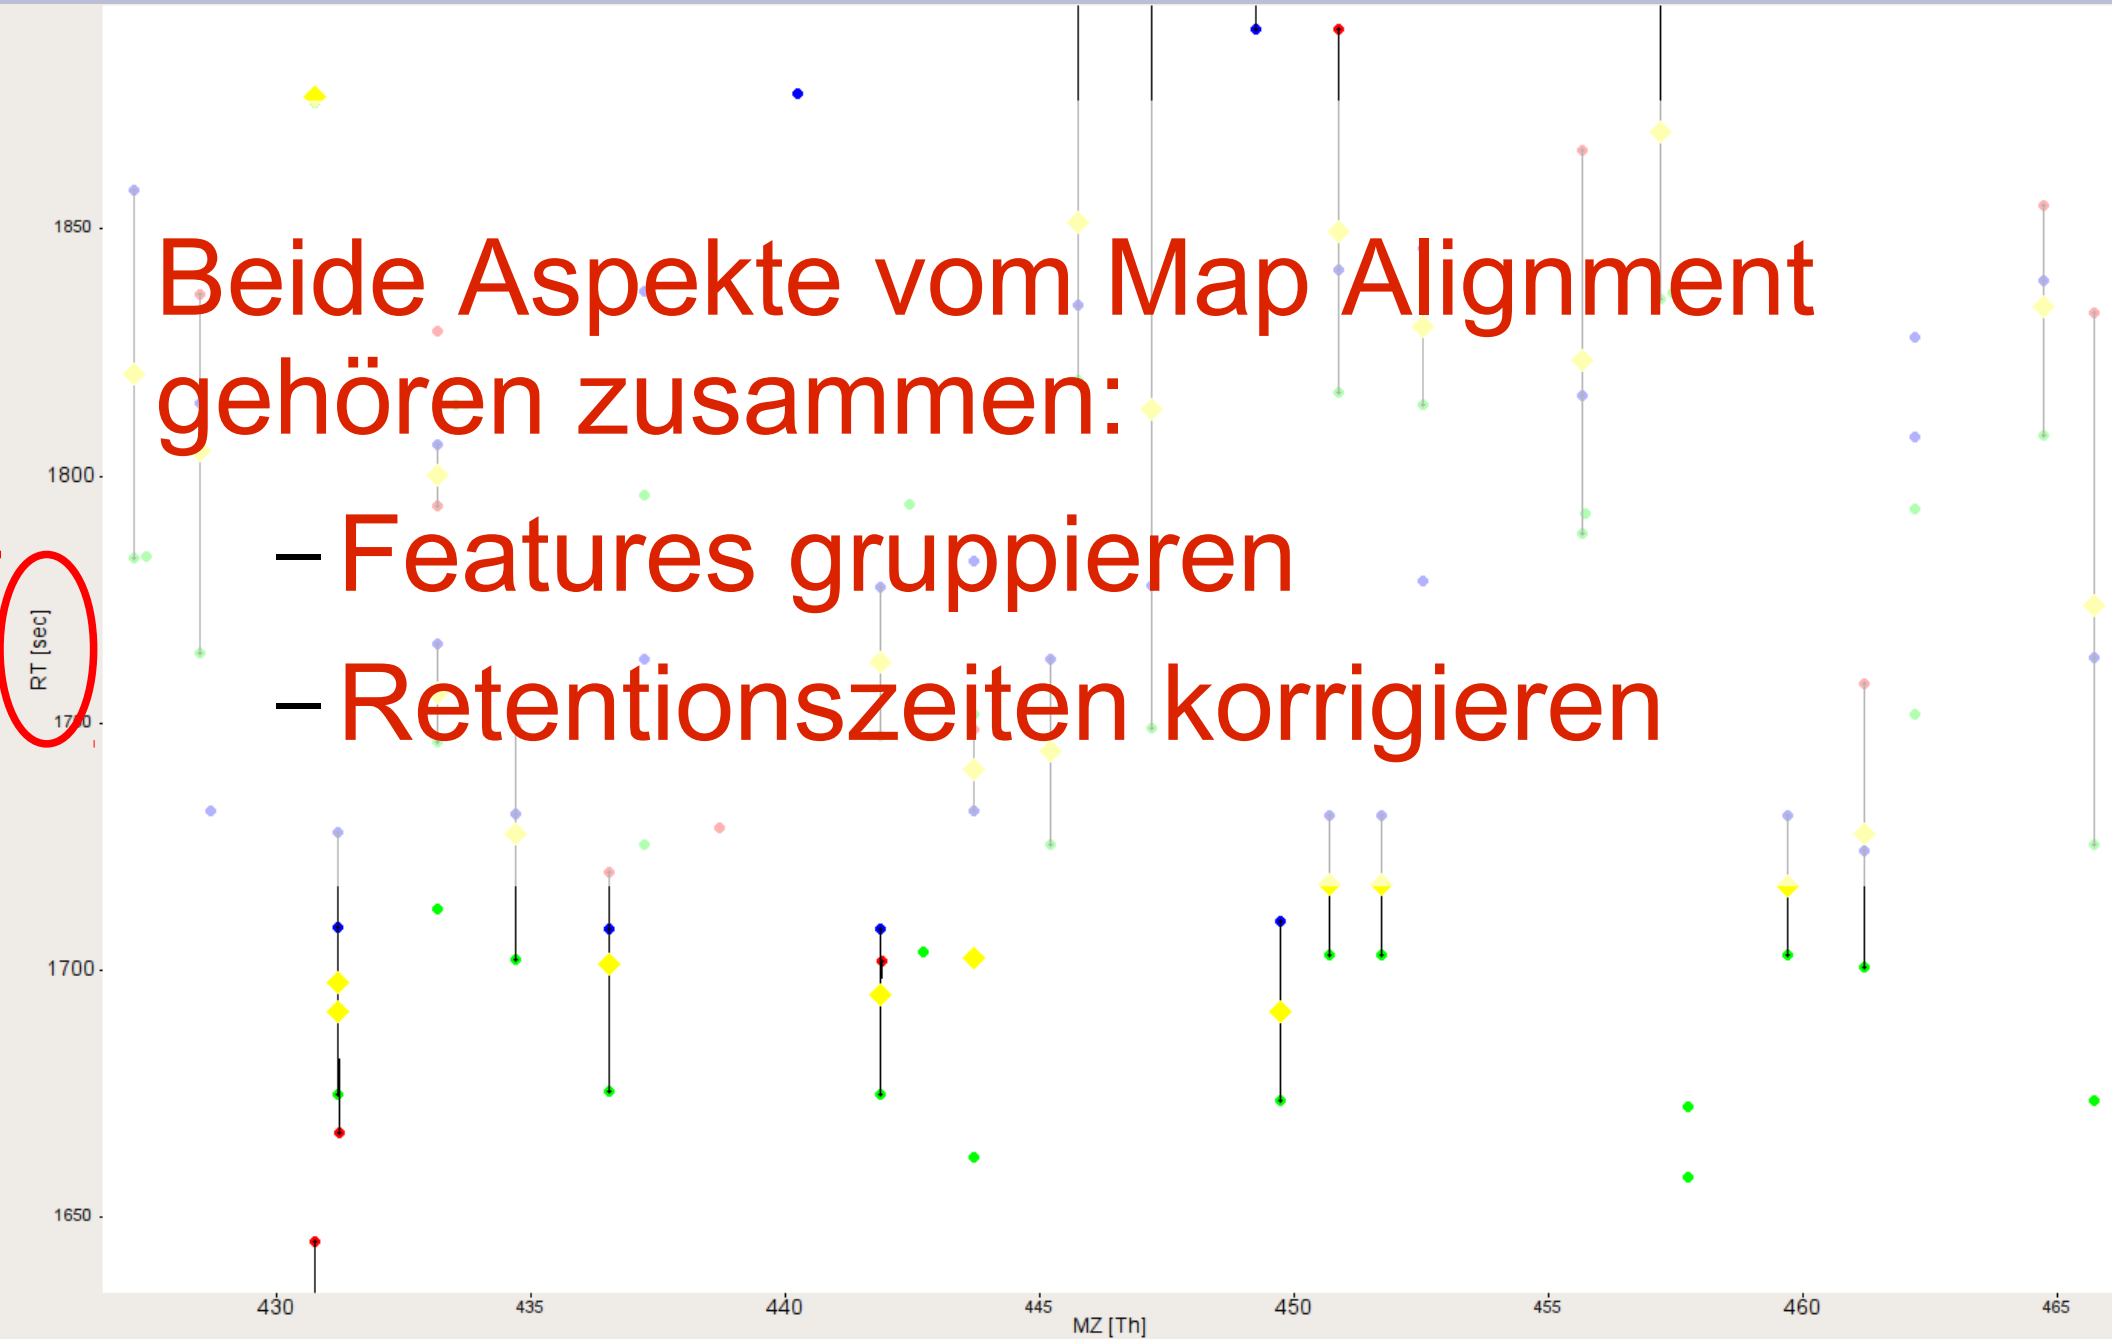 Beide Aspekte vom Map Alignment
gehören zusammen:
– Features gruppieren
– Retentionszeiten korrigieren
RT [sec]
1850
1800
1750
1700
1650
430 435 440 445 450 455 460 465
MZ [Th]